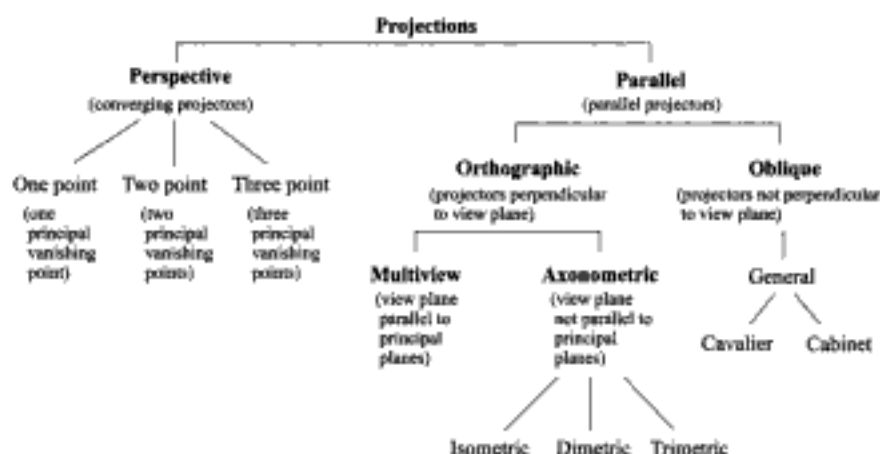 Projections
Perspective
(converging projectors)
Parallel
(parallel projectors)
One point
(one
principal
vanishing
point)
Two point
(two
principal
vanishing
points)
Three point
(three
principal
vanishing
points)
Orthographic
(projectors perpendicular
to view plane)
Oblique
(projectors not perpendicular
to view plane)
Multiview
(view plane
parallel to
principal
planes)
Axonometric
(view plane
not parallel to
principal
planes)
General
Cavalier
Cabinet
Isometric
Dimetric
Trimetric